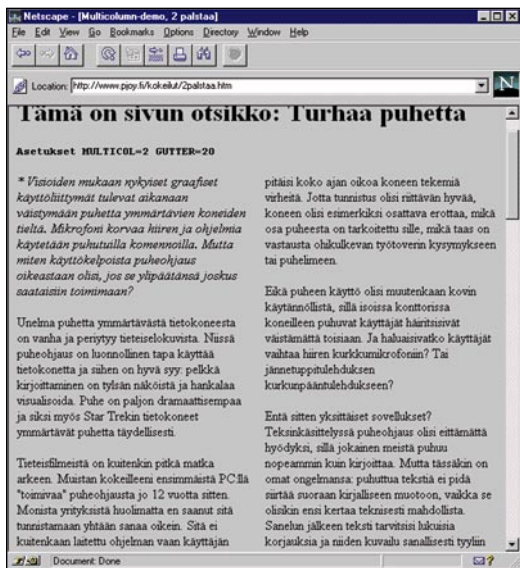 Netscape - [Multicolumn-demo, 2 palstaa]
File Edit View Go Bookmarks Options Directory Window Help
Location: http://www.pjoy.fi/kokeilut/2palstaa.htm
N
Tämä on sivun otsikko: Turhaa puhetta
Asetukset MULTICOL=2 GUTTER=20
* Visioiden mukaan nykyiset graafiset
käyttöliittymät tulevat aikanaan
väistymään puhetta ymmärtävien koneiden
tieltä. Mikrofoni korvaa hiiren ja ohjelmia
käytetään puhutuilla komennoilla. Mutta
miten käyttökelpoista puheohjaus
oikeastaan olisi, jos se ylipäätänsä joskus
saataisiin toimimaan?
Unelma puhetta ymmärtävästä tietokoneesta
on vanha ja periytyy tieteiselokuvista. Niissä
puheohjaus on luonnollinen tapa käyttää
tietokonetta ja siihen on hyvä syy: pelkkä
kirjoittaminen on tylsän näköistä ja hankalaa
visualisoida. Puhe on paljon dramaattisempaa
ja siksi myös Star Trekin tietokoneet
ymmärtävät puhetta täydellisesti.
Tieteisfilmeistä on kuitenkin pitkä matka
arkeen. Muistan kokeilleeni ensimmäistä PC:llä
"toimivaa" puheohjausta jo 12 vuotta sitten.
Monista yrityksistä huolimatta en saanut sitä
tunnistamaan yhtään sanaa oikein. Sitä ei
kuitenkaan laitettu ohjelman vaan käyttäjän
pitäisi koko ajan oikoa koneen tekemiä
virheitä. Jotta tunnistus olisi riittävän hyvää,
koneen olisi esimerkiksi osattava erottaa, mikä
osa puheesta on tarkoitettu sille, mikä taas on
vastausta ohikulkevan työtoverin kysymykseen
tai puhelimeen.
Eikä puheen käyttö olisi muutenkaan kovin
käytännöllistä, sillä isoissa konttorissa
koneilleen puhuvat käyttäjät häiritsisivät
väistämättä toisiaan. Ja haluaisivatko käyttäjät
vaihtaa hiiren kurkkumikrofoniin? Tai
jännetuppitulehduksen
kurkunpääntulehdukseen?
Entä sitten yksittäiset sovellukset?
Tekstinkäsittelyssä puheohjaus olisi eittämättä
hyödyksi, sillä jokainen meistä puhuu
nopeammin kuin kirjoittaa. Mutta tässäkin on
omat ongelmansa: puhuttua tekstiä ei pidä
siirtää suoraan kirjalliseen muotoon, vaikka se
olisikin ensi kertaa teknisesti mahdollista.
Sanelun jälkeen teksti tarvitsisi lukuisia
korjauksia ja niiden kuvailu sanallisesti tyyliin
Document: Done